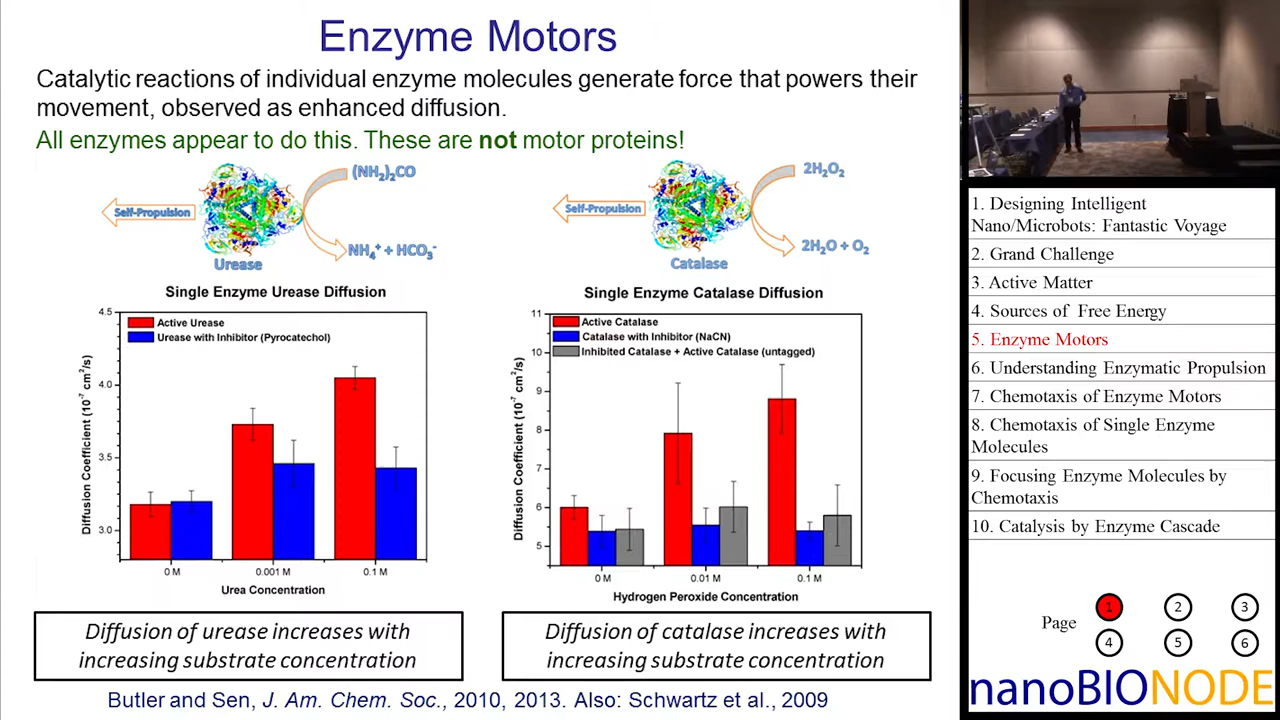 Enzyme Motors
Catalytic reactions of individual enzyme molecules generate force that powers their
movement, observed as enhanced diffusion.
All enzymes appear to do this. These are not motor proteins!
(NH₂)₂CO
Self-Propulsion
NH₄⁺ + HCO₃⁻
Urease
2H₂O₂
Self-Propulsion
2H₂O + O₂
Catalase
Single Enzyme Urease Diffusion
4.5
Active Urease
Urease with Inhibitor (Pyrocatechol)
4.0
3.5
3.0
Diffusion Coefficient (10⁻⁷ cm²/s)
0 M
0.001 M
0.1 M
Urea Concentration
Single Enzyme Catalase Diffusion
11
Active Catalase
Catalase with Inhibitor (NaCN)
Inhibited Catalase + Active Catalase (untagged)
10
9
8
7
6
5
Diffusion Coefficient (10⁻⁷ cm²/s)
0 M
0.01 M
0.1 M
Hydrogen Peroxide Concentration
Diffusion of urease increases with
increasing substrate concentration
Diffusion of catalase increases with
increasing substrate concentration
Butler and Sen, J. Am. Chem. Soc., 2010, 2013. Also: Schwartz et al., 2009
1. Designing Intelligent
Nano/Microbots: Fantastic Voyage
2. Grand Challenge
3. Active Matter
4. Sources of Free Energy
5. Enzyme Motors
6. Understanding Enzymatic Propulsion
7. Chemotaxis of Enzyme Motors
8. Chemotaxis of Single Enzyme
Molecules
9. Focusing Enzyme Molecules by
Chemotaxis
10. Catalysis by Enzyme Cascade
Page
1 2 3
4 5 6
nanoBIONODE